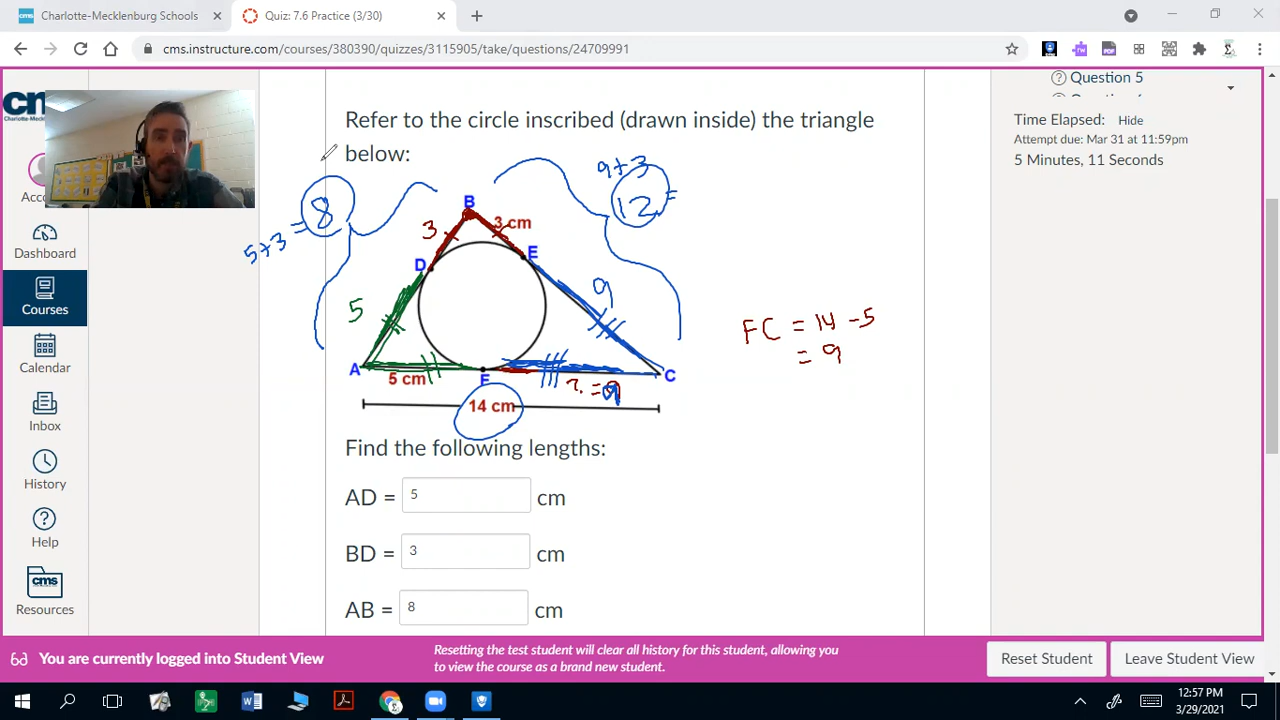 Charlotte-Mecklenburg Schools
Quiz: 7.6 Practice (3/30)
cms.instructure.com/courses/380390/quizzes/3115905/take/questions/24709991
cms
Charlotte-Meckle
Acco
Dashboard
Courses
Calendar
Inbox
History
Help
cms
Resources
Refer to the circle inscribed (drawn inside) the triangle
below:
9+3
12 =
5+3 = 8
B
3
3 cm
D
E
5
9
A
5 cm
F
?. = 9
C
14 cm
FC = 14 - 5
= 9
Find the following lengths:
AD = 5 cm
BD = 3 cm
AB = 8 cm
Question 5
Time Elapsed: Hide
Attempt due: Mar 31 at 11:59pm
5 Minutes, 11 Seconds
You are currently logged into Student View
Resetting the test student will clear all history for this student, allowing you
to view the course as a brand new student.
Reset Student
Leave Student View
12:57 PM
3/29/2021